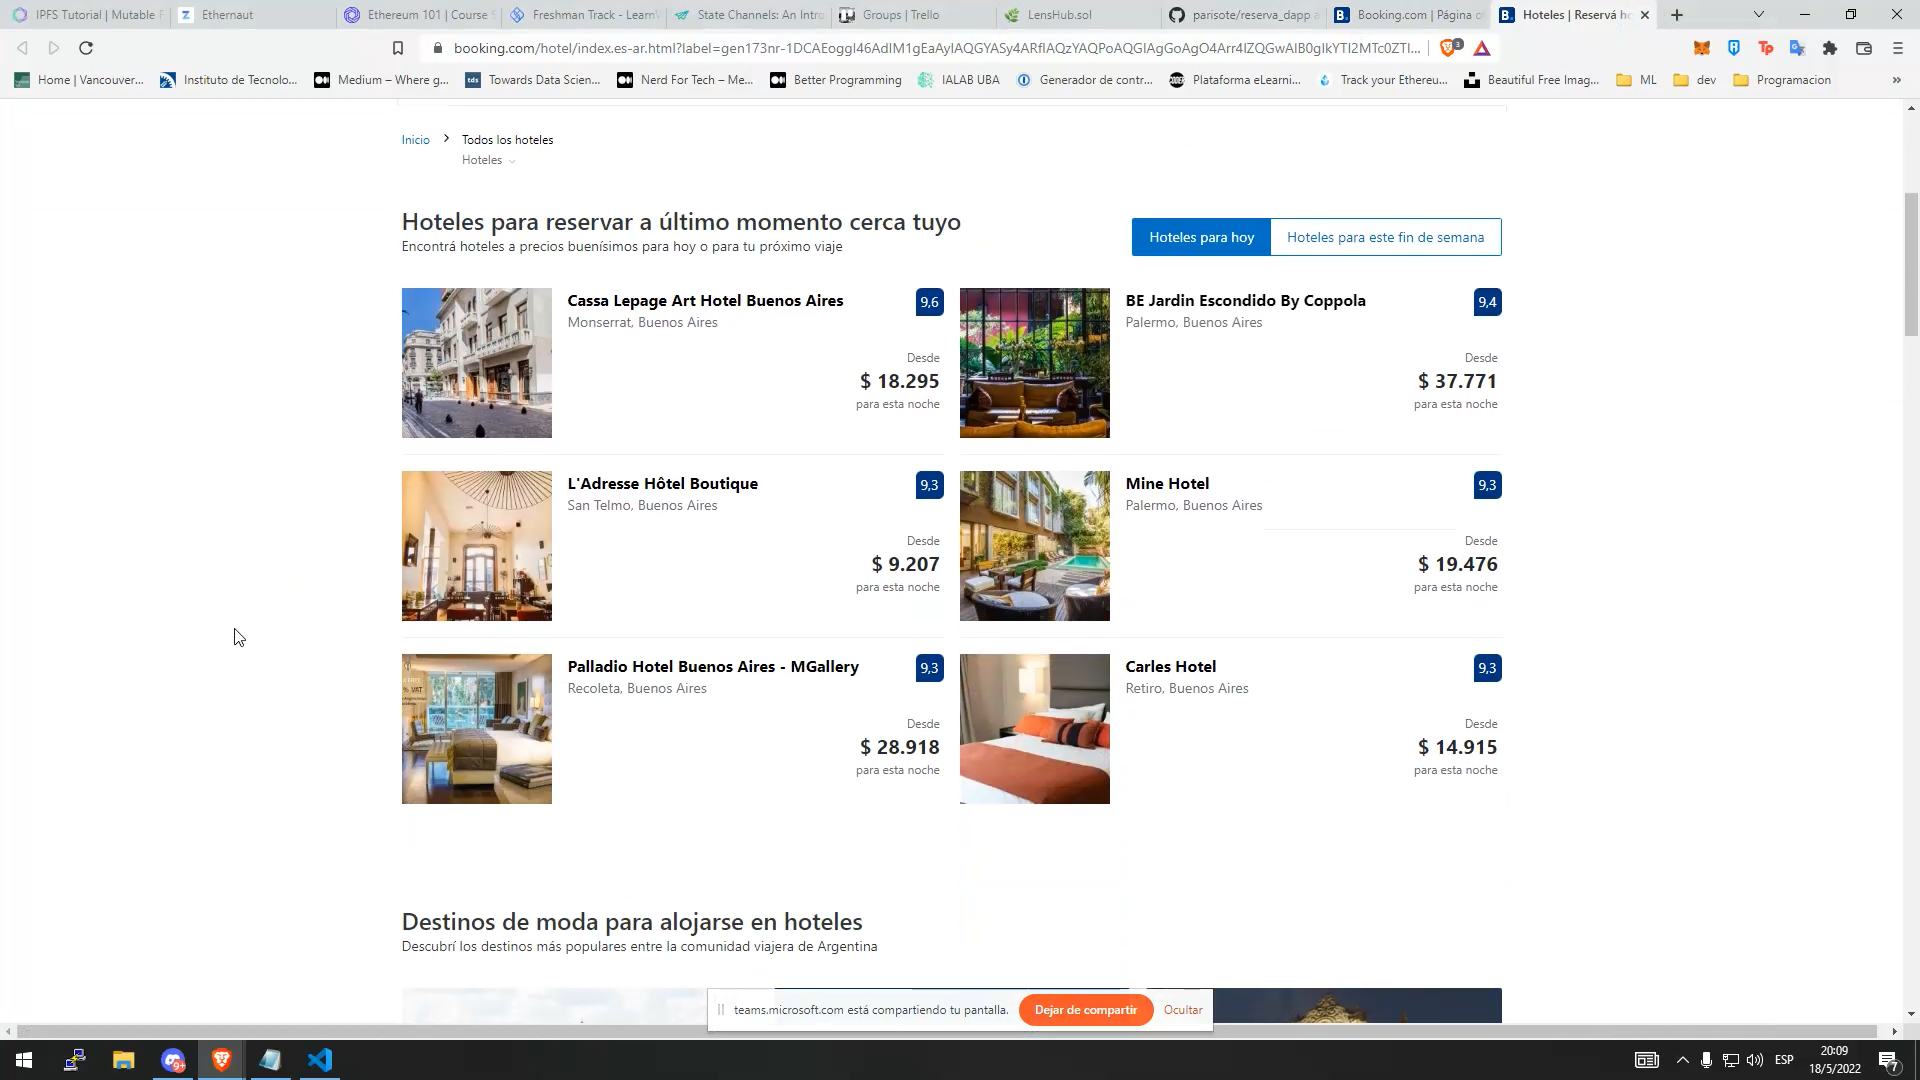 IPFS Tutorial | Mutable F
Ethernaut
Ethereum 101 | Course S
Freshman Track - LearnW
State Channels: An Intro
Groups | Trello
LensHub.sol
parisote/reserva_dapp a
Booking.com | Página of
Hoteles | Reservá ho
booking.com/hotel/index.es-ar.html?label=gen173nr-1DCAEoggI46AdIM1gEaAyIAQGYASy4ARfIAQzYAQPoAQGIAgGoAgO4Arr4lZQGwAIB0gIkYTI2MTc0ZTI...
3
Home | Vancouver...
Instituto de Tecnolo...
Medium – Where g...
Towards Data Scien...
Nerd For Tech – Me...
Better Programming
IALAB UBA
Generador de contr...
Plataforma eLearni...
Track your Ethereu...
Beautiful Free Imag...
ML
dev
Programacion
»
Inicio > Todos los hoteles
Hoteles
Hoteles para reservar a último momento cerca tuyo
Encontrá hoteles a precios buenísimos para hoy o para tu próximo viaje
Hoteles para hoy
Hoteles para este fin de semana
Cassa Lepage Art Hotel Buenos Aires
9,6
Monserrat, Buenos Aires
Desde
$ 18.295
para esta noche
BE Jardin Escondido By Coppola
9,4
Palermo, Buenos Aires
Desde
$ 37.771
para esta noche
L'Adresse Hôtel Boutique
9,3
San Telmo, Buenos Aires
Desde
$ 9.207
para esta noche
Mine Hotel
9,3
Palermo, Buenos Aires
Desde
$ 19.476
para esta noche
Palladio Hotel Buenos Aires - MGallery
9,3
Recoleta, Buenos Aires
Desde
$ 28.918
para esta noche
Carles Hotel
9,3
Retiro, Buenos Aires
Desde
$ 14.915
para esta noche
Destinos de moda para alojarse en hoteles
Descubrí los destinos más populares entre la comunidad viajera de Argentina
teams.microsoft.com está compartiendo tu pantalla.
Dejar de compartir
Ocultar
9+
ESP
20:09
18/5/2022
7